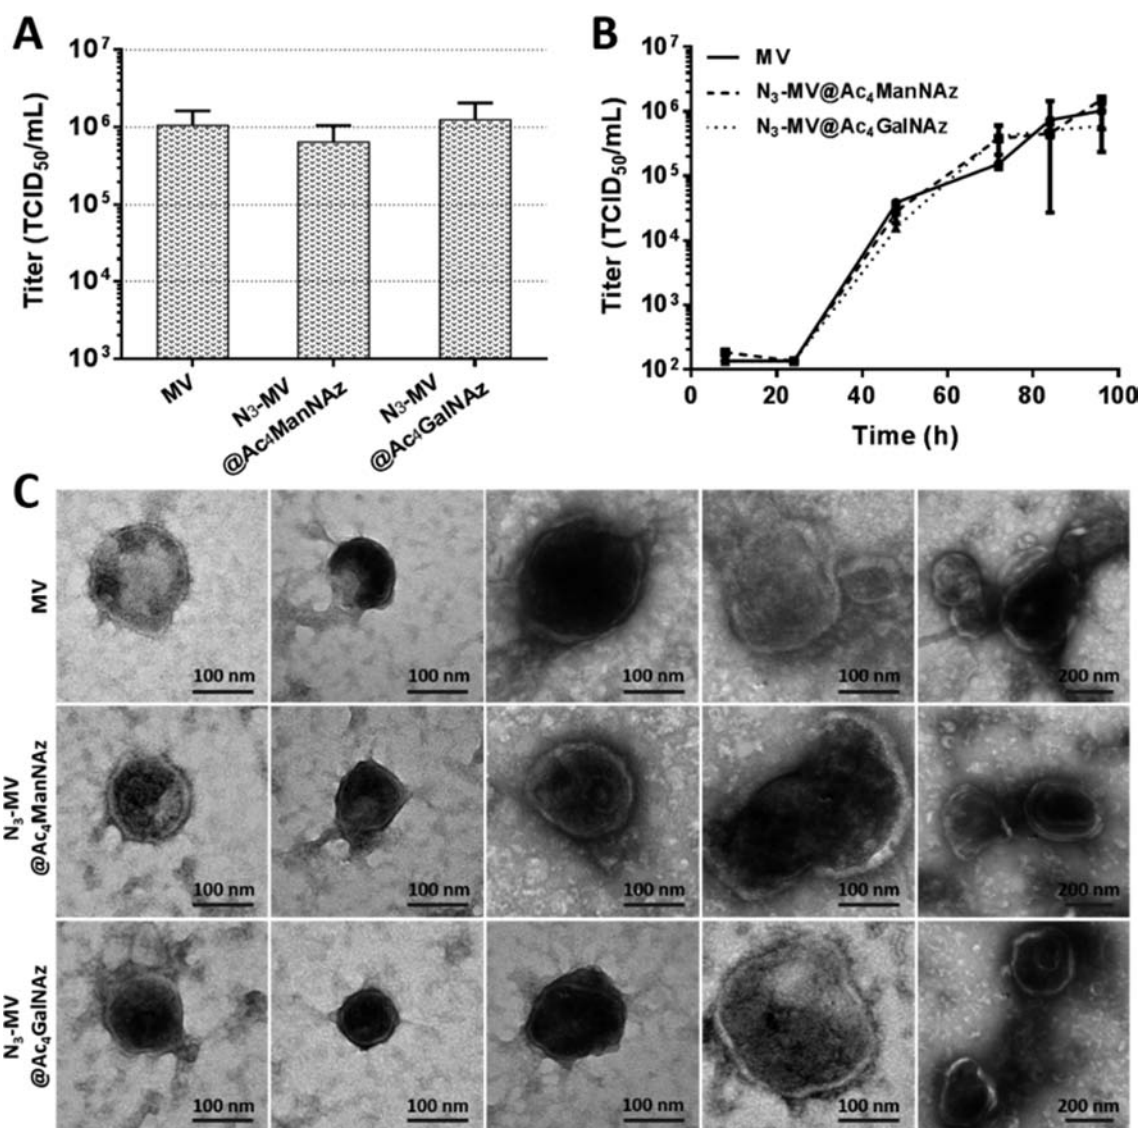 A
10⁷
10⁶
10⁵
10⁴
10³
Titer (TCID₅₀/mL)
MV
N₃-MV
@Ac₄ManNAz
N₃-MV
@Ac₄GalNAz
B
10⁷
10⁶
10⁵
10⁴
10³
10²
Titer (TCID₅₀/mL)
MV
N₃-MV@Ac₄ManNAz
N₃-MV@Ac₄GalNAz
0 20 40 60 80 100
Time (h)
C
MV
100 nm 100 nm 100 nm 100 nm 200 nm
N₃-MV
@Ac₄ManNAz
100 nm 100 nm 100 nm 100 nm 200 nm
N₃-MV
@Ac₄GalNAz
100 nm 100 nm 100 nm 100 nm 200 nm